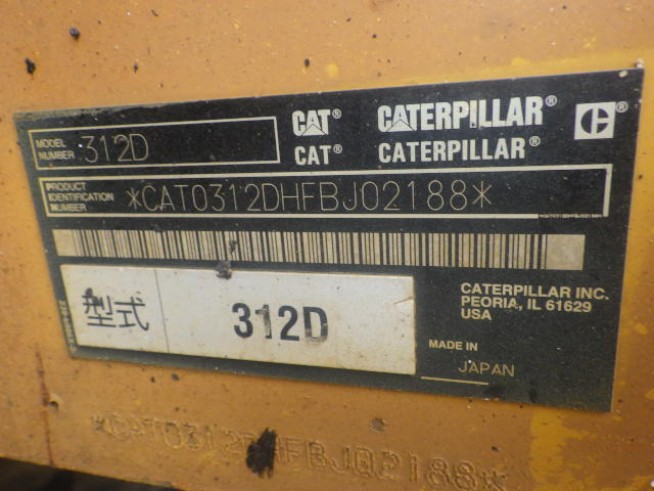 CAT® CATERPILLAR®
MODEL NUMBER 312D
CAT® CATERPILLAR®
PRODUCT IDENTIFICATION NUMBER *CAT0312DHFBJ02188*
型式 312D
CATERPILLAR INC.
PEORIA, IL 61629
USA
MADE IN
JAPAN
*CAT0312DHFBJ02188*